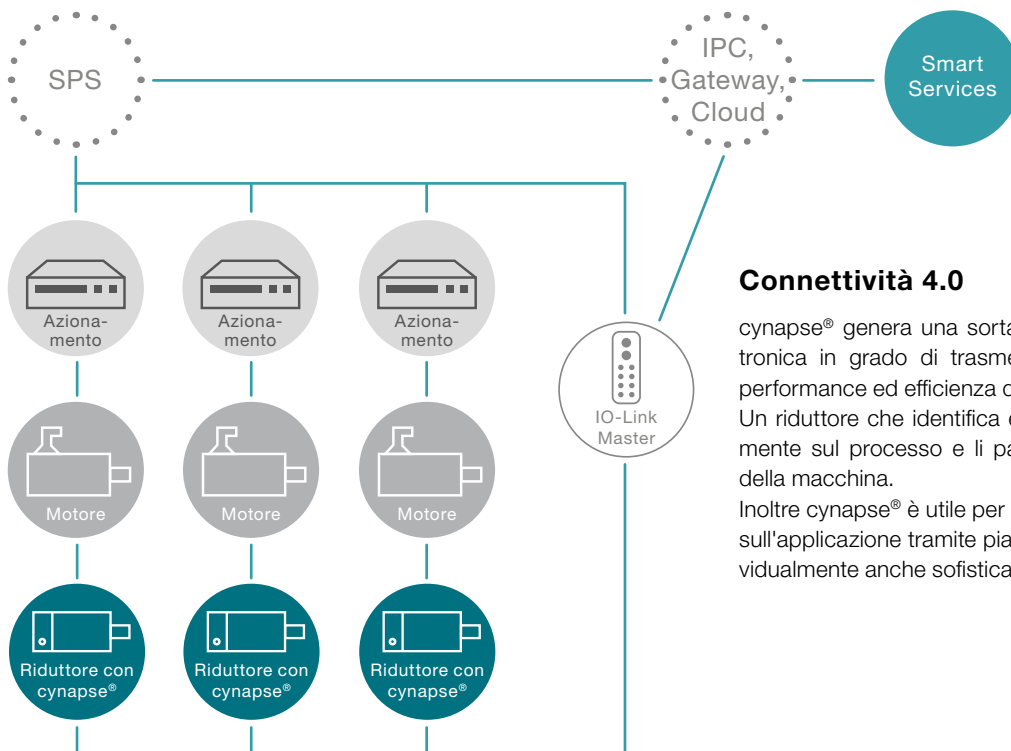 SPS
IPC,
Gateway,
Cloud
Smart
Services
Aziona-
mento
Aziona-
mento
Aziona-
mento
IO-Link
Master
Motore
Motore
Motore
Riduttore con
cynapse®
Riduttore con
cynapse®
Riduttore con
cynapse®
Connettività 4.0
cynapse® genera una sorta
tronica in grado di trasme
performance ed efficienza
Un riduttore che identifica
mente sul processo e li pa
della macchina.
Inoltre cynapse® è utile per
sull'applicazione tramite pia
vidualmente anche sofistica